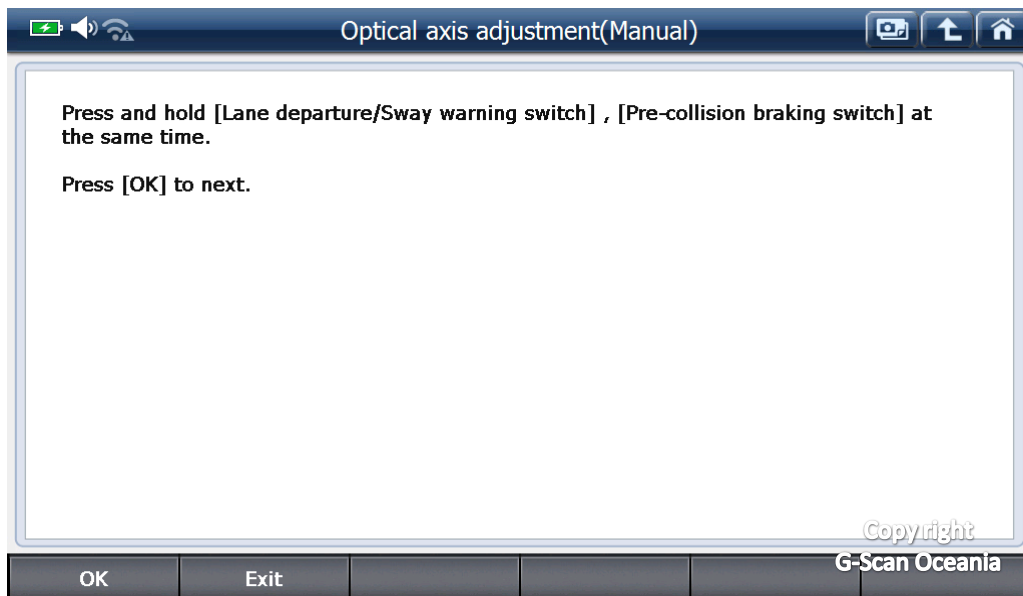 Optical axis adjustment(Manual)
Press and hold [Lane departure/Sway warning switch] , [Pre-collision braking switch] at
the same time.
Press [OK] to next.
Copyright
G-Scan Oceania
OK
Exit